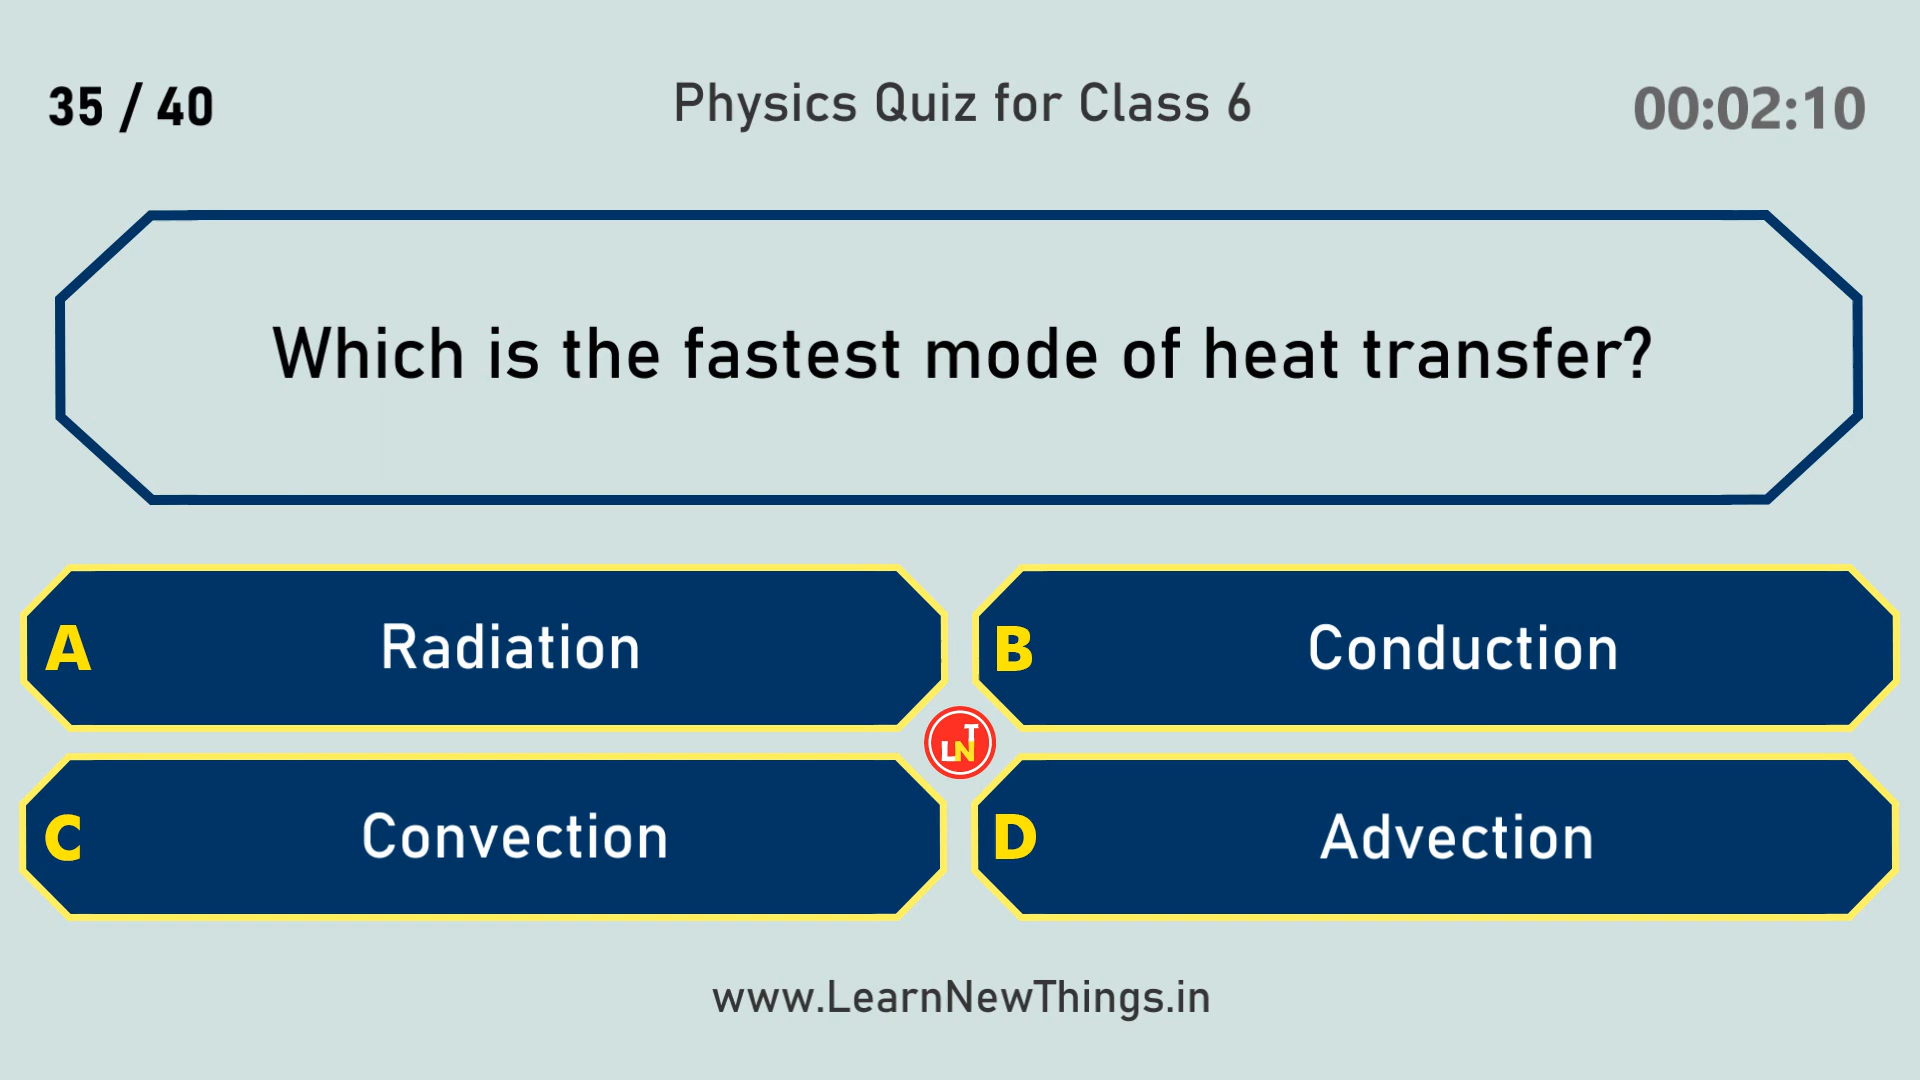 35 / 40
Physics Quiz for Class 6
00:02:10
Which is the fastest mode of heat transfer?
A Radiation
B Conduction
LNT
C Convection
D Advection
www.LearnNewThings.in